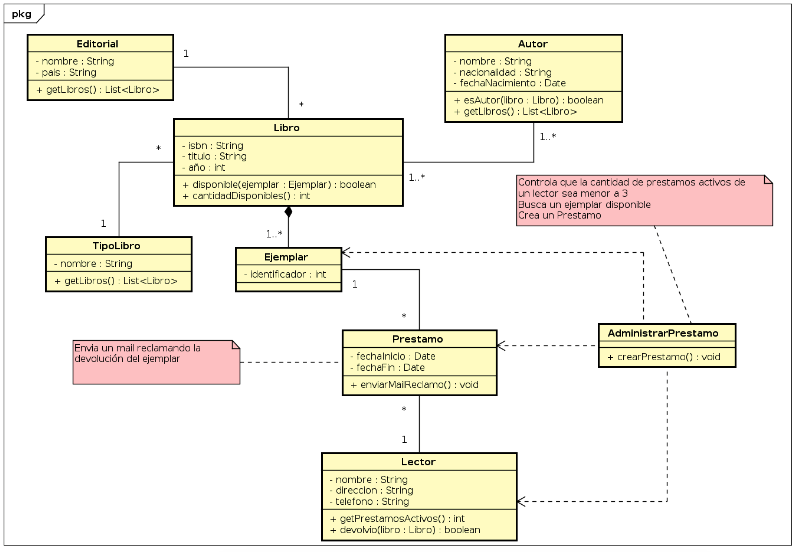 pkg
Editorial
- nombre : String
- pais : String
+ getLibros() : List<Libro>
1
*
Autor
- nombre : String
- nacionalidad : String
- fechaNacimiento : Date
+ esAutor(libro : Libro) : boolean
+ getLibros() : List<Libro>
1..*
1..*
Libro
- isbn : String
- titulo : String
- año : int
+ disponible(ejemplar : Ejemplar) : boolean
+ cantidadDisponibles() : int
*
1
1..*
TipoLibro
- nombre : String
+ getLibros() : List<Libro>
Ejemplar
- identificador : int
1
*
Controla que la cantidad de prestamos activos de
un lector sea menor a 3
Busca un ejemplar disponible
Crea un Prestamo
AdministrarPrestamo
+ crearPrestamo() : void
Envia un mail reclamando la
devolución del ejemplar
Prestamo
- fechaInicio : Date
- fechaFin : Date
+ enviarMailReclamo() : void
*
1
Lector
- nombre : String
- direccion : String
- telefono : String
+ getPrestamosActivos() : int
+ devolvio(libro : Libro) : boolean